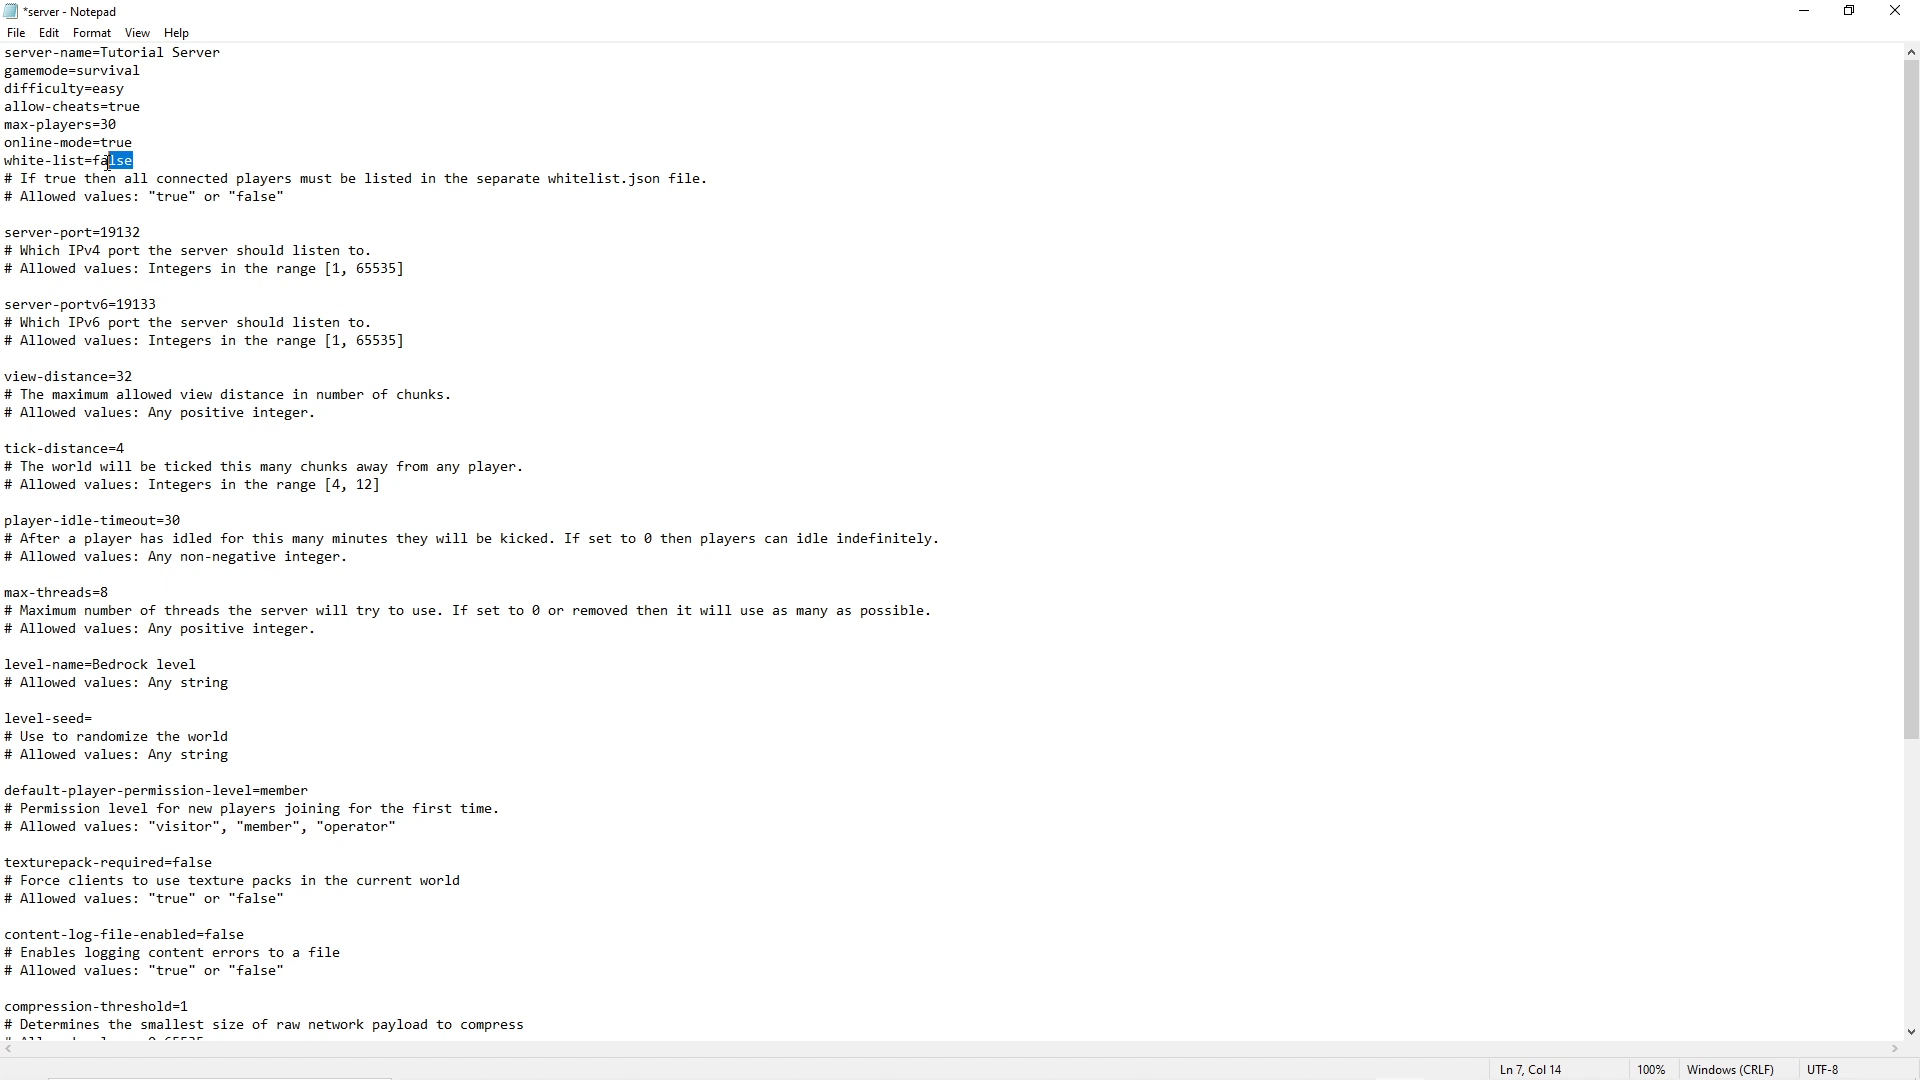 *server - Notepad
File Edit Format View Help
server-name=Tutorial Server
gamemode=survival
difficulty=easy
allow-cheats=true
max-players=30
online-mode=true
white-list=false
# If true then all connected players must be listed in the separate whitelist.json file.
# Allowed values: "true" or "false"
server-port=19132
# Which IPv4 port the server should listen to.
# Allowed values: Integers in the range [1, 65535]
server-portv6=19133
# Which IPv6 port the server should listen to.
# Allowed values: Integers in the range [1, 65535]
view-distance=32
# The maximum allowed view distance in number of chunks.
# Allowed values: Any positive integer.
tick-distance=4
# The world will be ticked this many chunks away from any player.
# Allowed values: Integers in the range [4, 12]
player-idle-timeout=30
# After a player has idled for this many minutes they will be kicked. If set to 0 then players can idle indefinitely.
# Allowed values: Any non-negative integer.
max-threads=8
# Maximum number of threads the server will try to use. If set to 0 or removed then it will use as many as possible.
# Allowed values: Any positive integer.
level-name=Bedrock level
# Allowed values: Any string
level-seed=
# Use to randomize the world
# Allowed values: Any string
default-player-permission-level=member
# Permission level for new players joining for the first time.
# Allowed values: "visitor", "member", "operator"
texturepack-required=false
# Force clients to use texture packs in the current world
# Allowed values: "true" or "false"
content-log-file-enabled=false
# Enables logging content errors to a file
# Allowed values: "true" or "false"
compression-threshold=1
# Determines the smallest size of raw network payload to compress
Ln 7, Col 14 100% Windows (CRLF) UTF-8